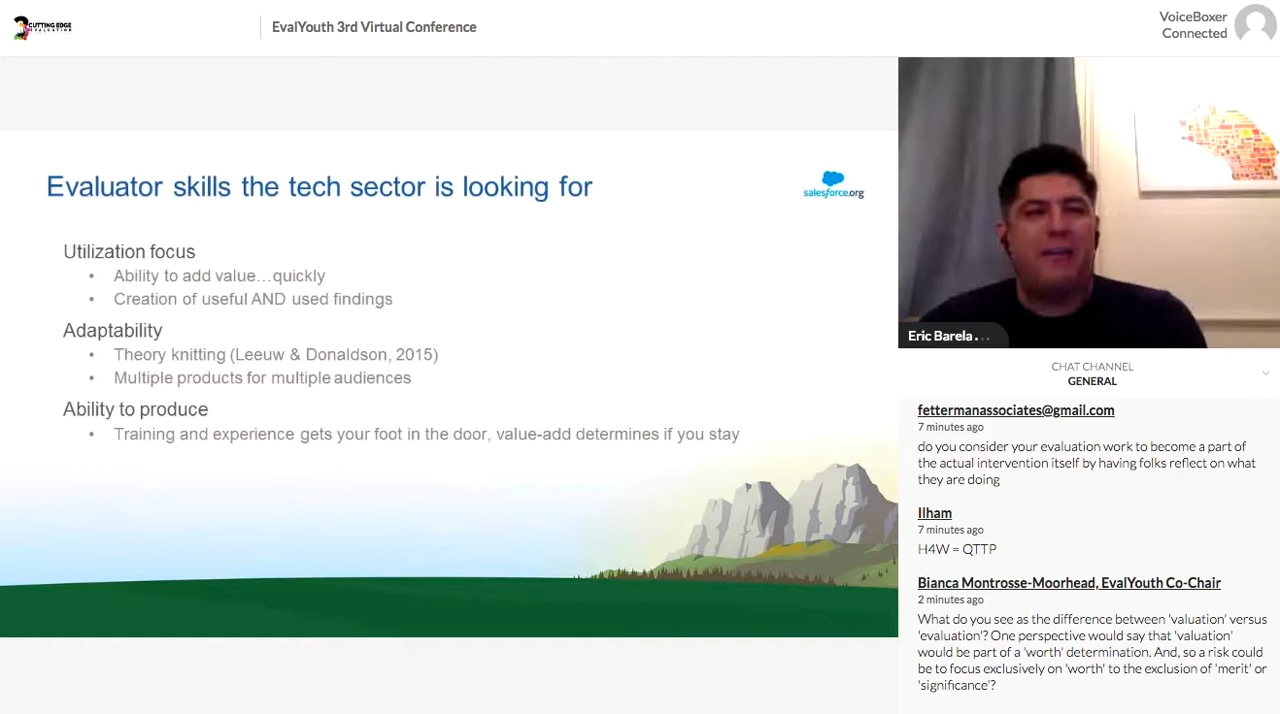 CUTTING EDGE
EVALUATION
EvalYouth 3rd Virtual Conference
VoiceBoxer
Connected
Evaluator skills the tech sector is looking for
salesforce.org
Utilization focus
• Ability to add value…quickly
• Creation of useful AND used findings
Adaptability
• Theory knitting (Leeuw & Donaldson, 2015)
• Multiple products for multiple audiences
Ability to produce
• Training and experience gets your foot in the door, value-add determines if you stay
Eric Barela ...
CHAT CHANNEL
GENERAL
fettermanassociates@gmail.com
7 minutes ago
do you consider your evaluation work to become a part of
the actual intervention itself by having folks reflect on what
they are doing
Ilham
7 minutes ago
H4W = QTTP
Bianca Montrosse-Moorhead, EvalYouth Co-Chair
2 minutes ago
What do you see as the difference between 'valuation' versus
'evaluation'? One perspective would say that 'valuation'
would be part of a 'worth' determination. And, so a risk could
be to focus exclusively on 'worth' to the exclusion of 'merit' or
'significance'?